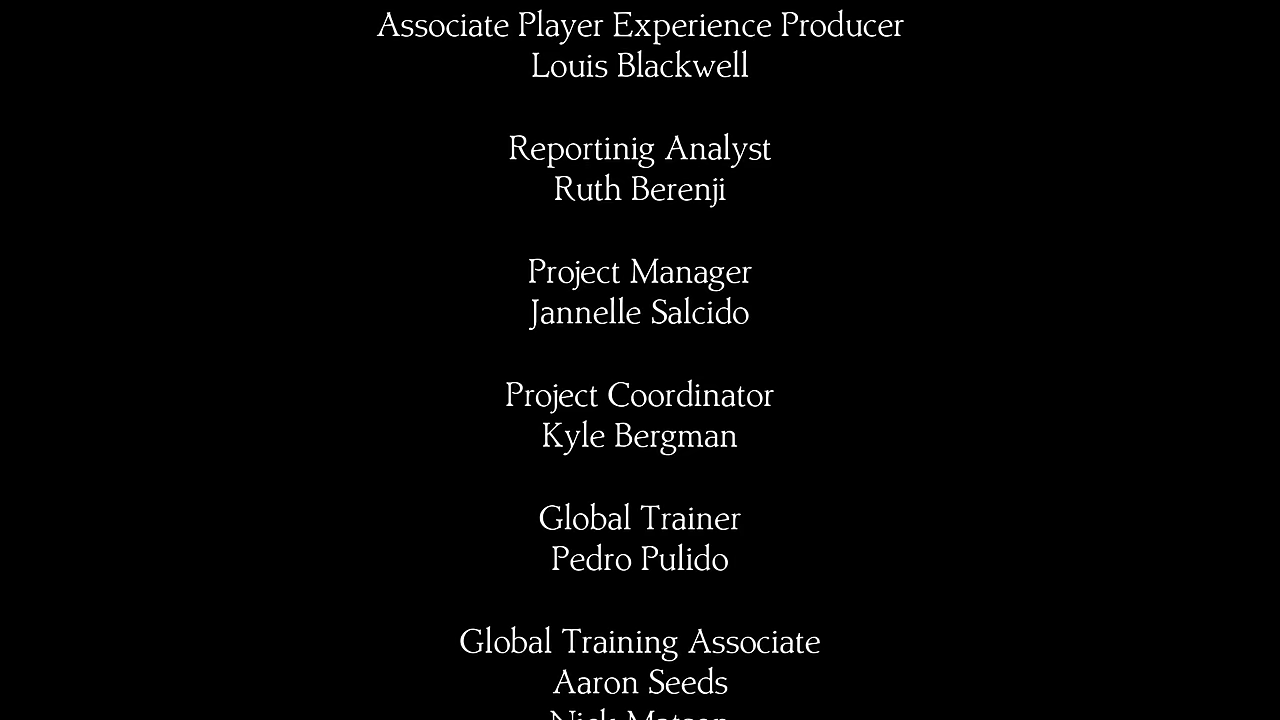 Associate Player Experience Producer
Louis Blackwell
Reportinig Analyst
Ruth Berenji
Project Manager
Jannelle Salcido
Project Coordinator
Kyle Bergman
Global Trainer
Pedro Pulido
Global Training Associate
Aaron Seeds
Nick